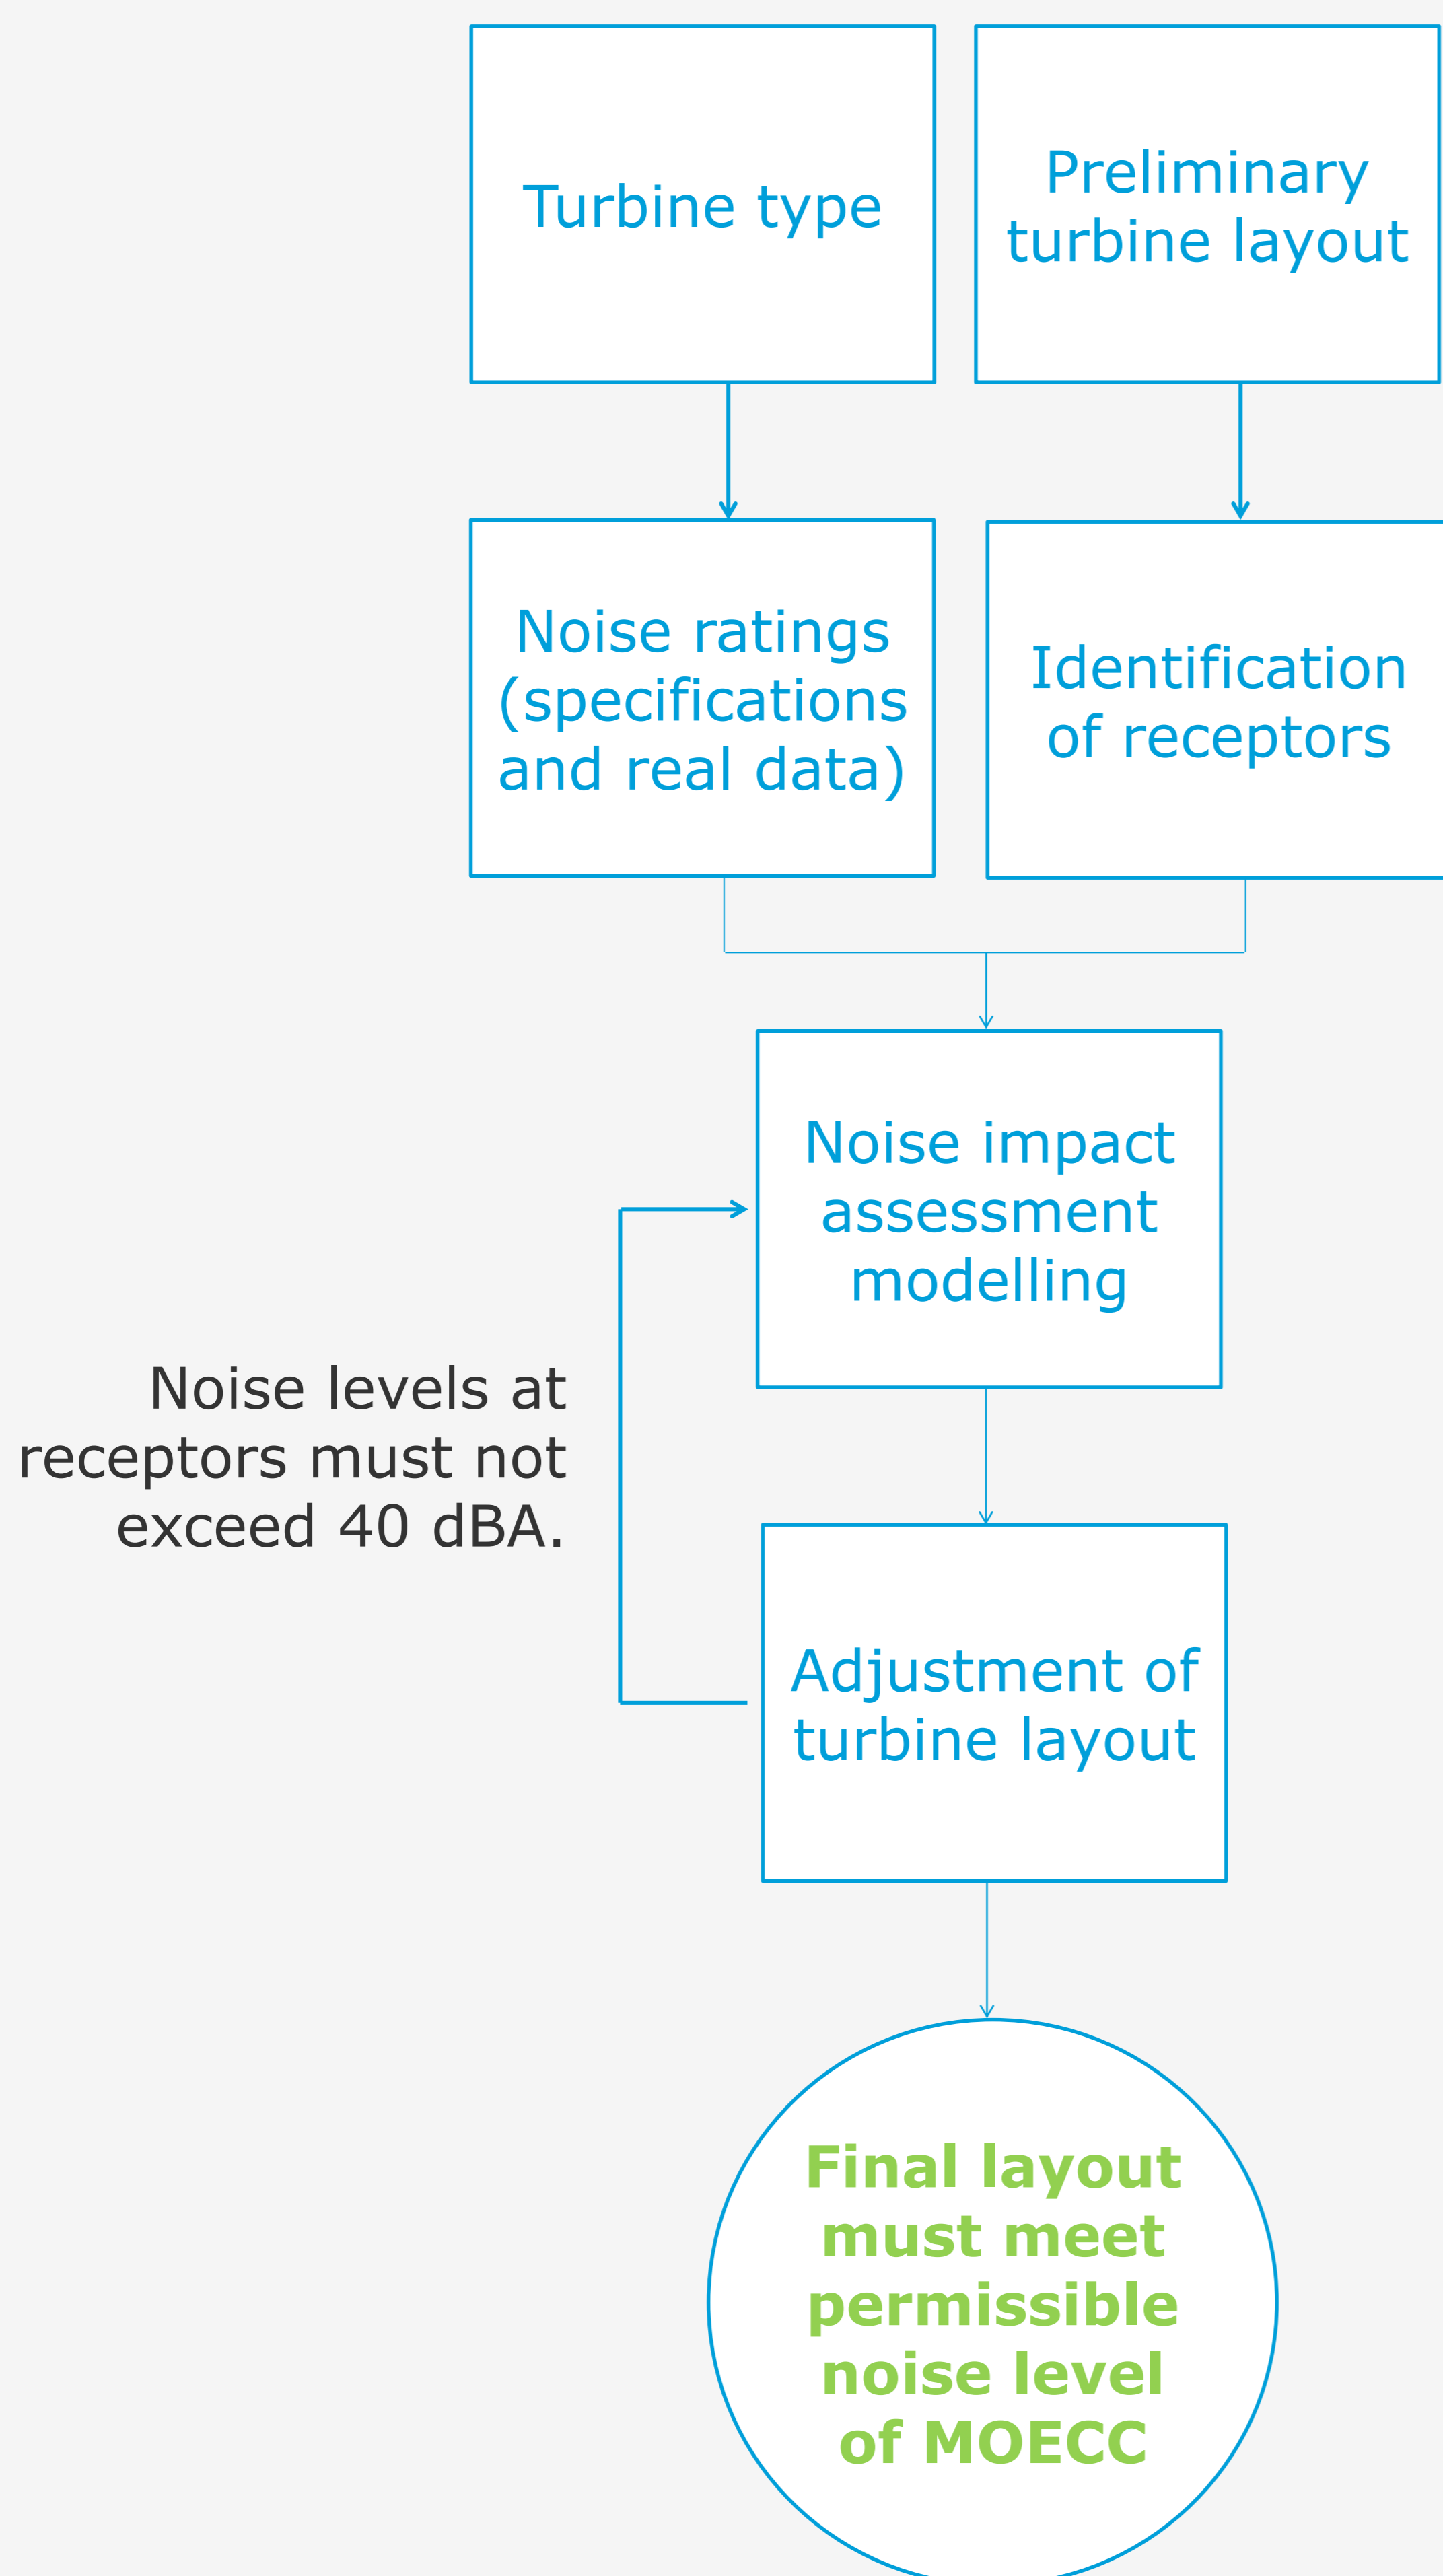 Turbine type
Preliminary
turbine layout
Noise ratings
(specifications
and real data)
Identification
of receptors
Noise impact
assessment
modelling
Noise levels at
receptors must not
exceed 40 dBA.
Adjustment of
turbine layout
Final layout
must meet
permissible
noise level
of MOECC